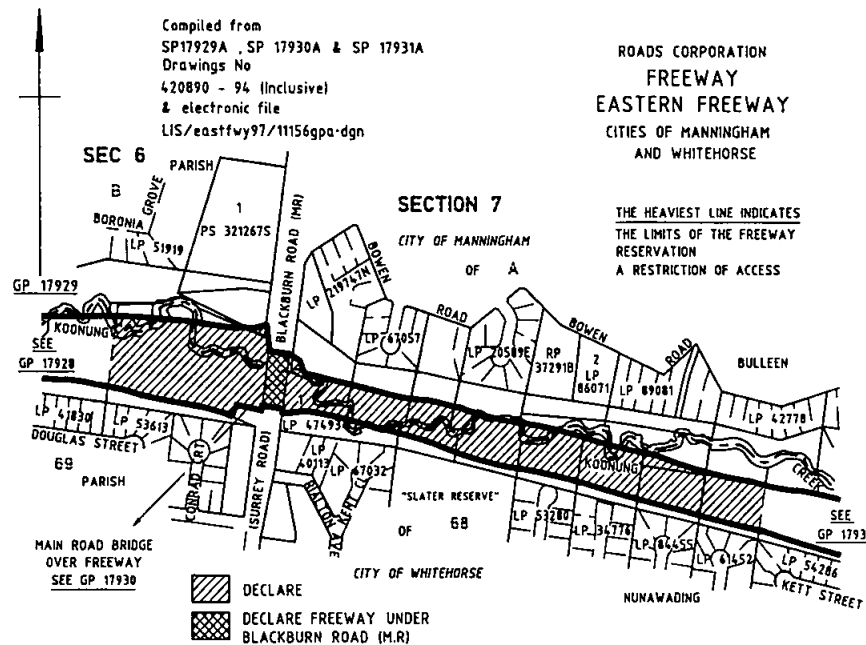 Compiled from
SP17929A , SP 17930A & SP 17931A
Drawings No
420890 - 94 (Inclusive)
& electronic file
LIS/eastfwy97/11156gpa.dgn
ROADS CORPORATION
FREEWAY
EASTERN FREEWAY
CITIES OF MANNINGHAM
AND WHITEHORSE
THE HEAVIEST LINE INDICATES
THE LIMITS OF THE FREEWAY
RESERVATION
A RESTRICTION OF ACCESS
SEC 6
B
PARISH
BORONIA
GROVE
LP 51919
1
PS 321267S
BLACKBURN ROAD (MR)
SECTION 7
CITY OF MANNINGHAM
OF A
LP 219747N
BOWEN
ROAD
LP 67057
LP 20589E
RP
37291B
BOWEN
ROAD
2
LP
86071
LP 89081
BULLEEN
LP 42778
GP 17929
KOONUNG
SEE
GP 17928
KOONUNG
CREEK
SEE
GP 1793
LP 41830
LP 53613
DOUGLAS STREET
69
PARISH
CONRAD
CRT
(SURREY ROAD)
LP 47493
LP
40113
LP 67032
BIALTON AVE
KENT CL
"SLATER RESERVE"
OF 68
CITY OF WHITEHORSE
LP 53280
LP 34776
LP 84455
LP 61452
LP 54286
KETT STREET
NUNAWADING
MAIN ROAD BRIDGE
OVER FREEWAY
SEE GP 17930
DECLARE
DECLARE FREEWAY UNDER
BLACKBURN ROAD (M.R)